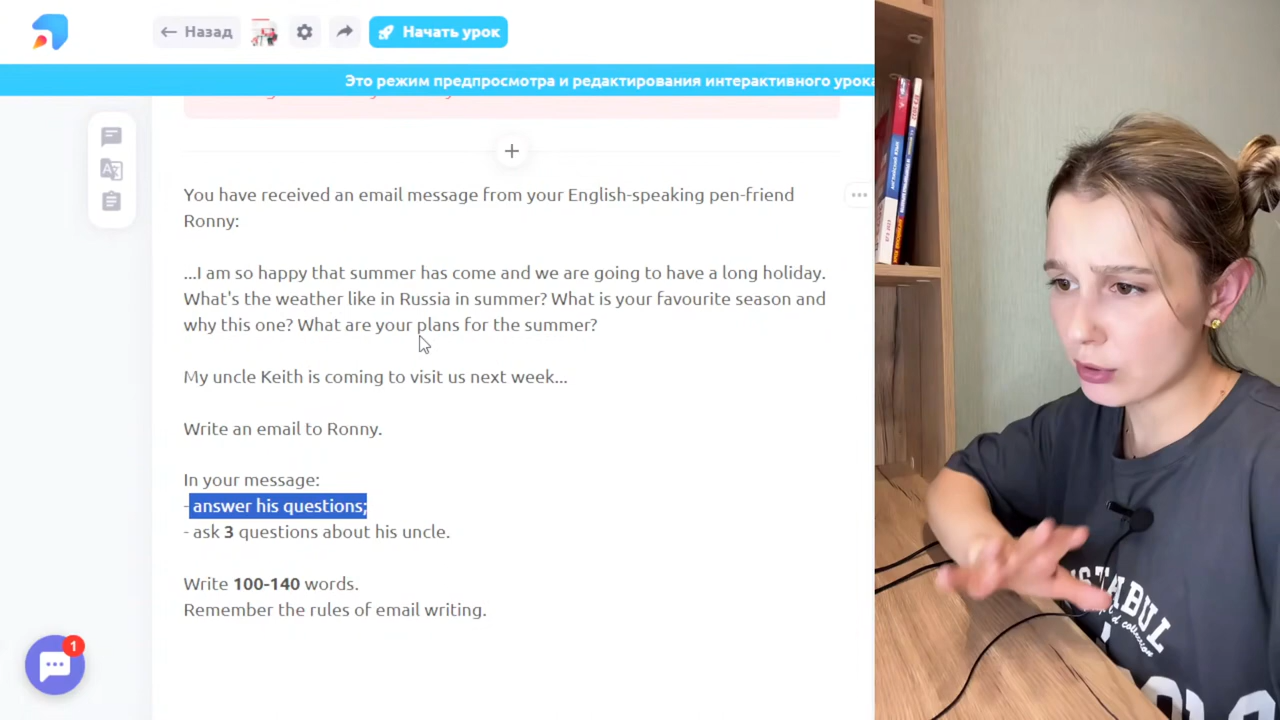 Назад
Начать урок
Это режим предпросмотра и редактирования интерактивного урока
You have received an email message from your English-speaking pen-friend
Ronny:
...I am so happy that summer has come and we are going to have a long holiday.
What's the weather like in Russia in summer? What is your favourite season and
why this one? What are your plans for the summer?
My uncle Keith is coming to visit us next week...
Write an email to Ronny.
In your message:
- answer his questions;
- ask 3 questions about his uncle.
Write 100-140 words.
Remember the rules of email writing.
1